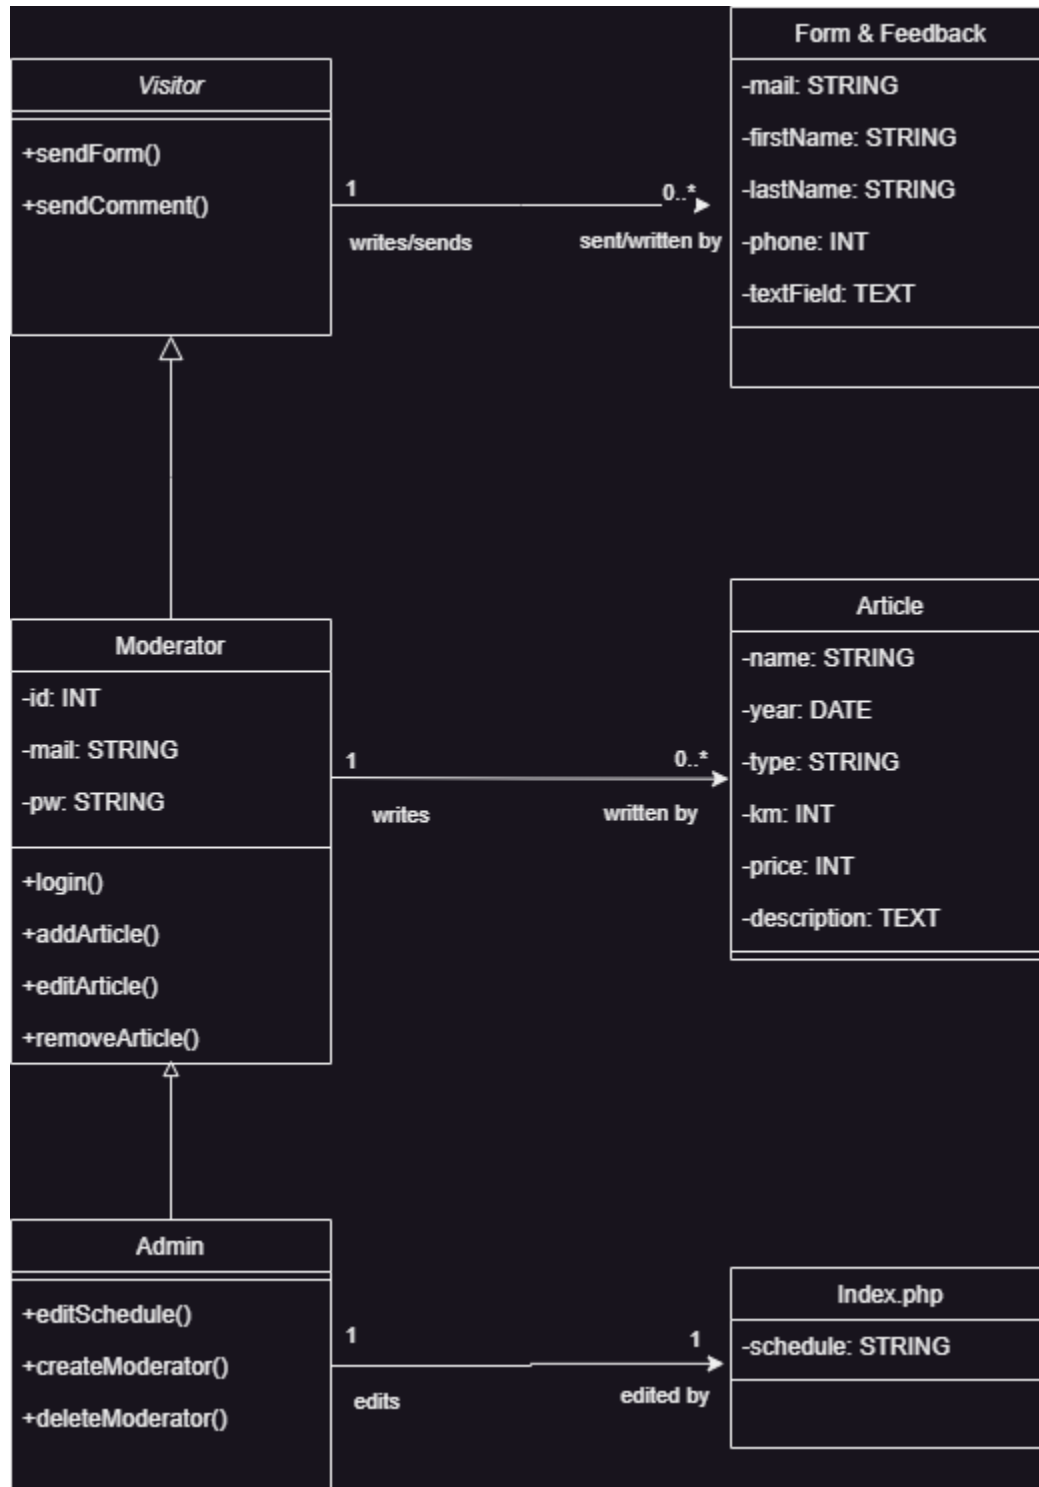 Visitor
+sendForm()
+sendComment()
1
0..*
writes/sends
sent/written by
Form & Feedback
-mail: STRING
-firstName: STRING
-lastName: STRING
-phone: INT
-textField: TEXT
Moderator
-id: INT
-mail: STRING
-pw: STRING
+login()
+addArticle()
+editArticle()
+removeArticle()
1
0..*
writes
written by
Article
-name: STRING
-year: DATE
-type: STRING
-km: INT
-price: INT
-description: TEXT
Admin
+editSchedule()
+createModerator()
+deleteModerator()
1
1
edits
edited by
Index.php
-schedule: STRING